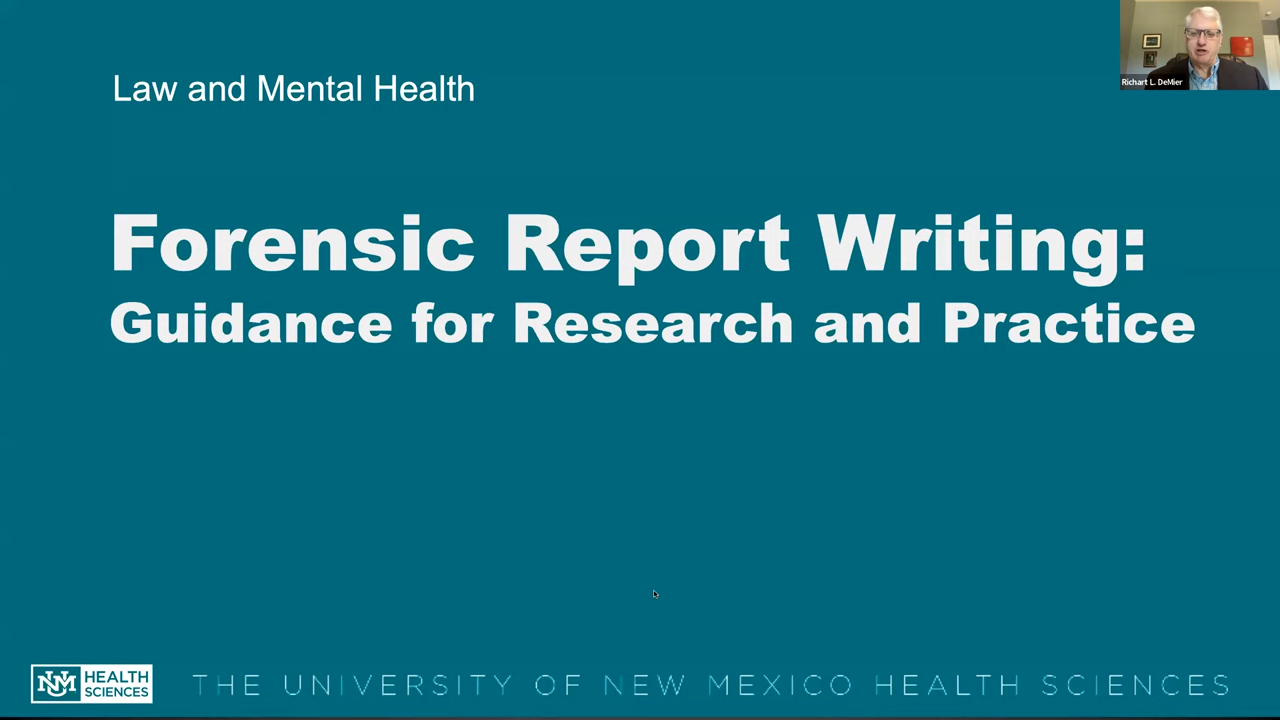 Law and Mental Health
Richart L. DeMier
Forensic Report Writing:
Guidance for Research and Practice
UNM HEALTH
SCIENCES
THE UNIVERSITY OF NEW MEXICO HEALTH SCIENCES